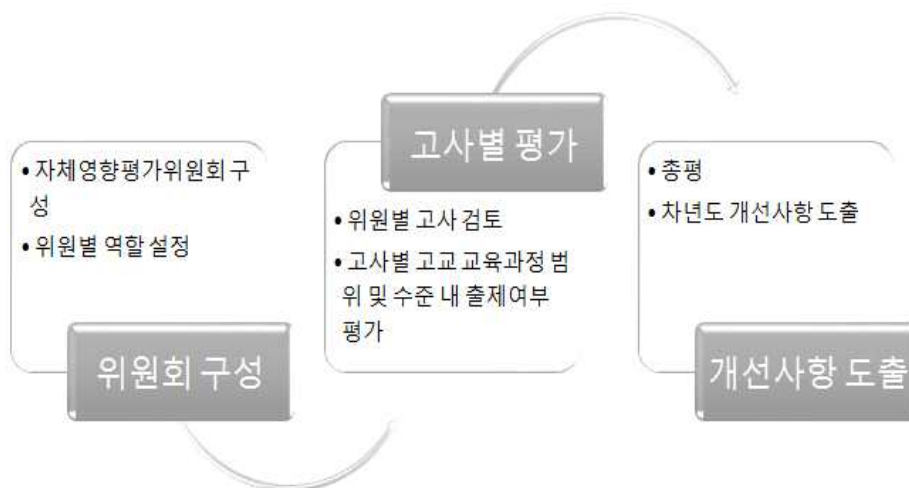 • 자체영향평가위원회 구
성
• 위원별 역할 설정
위원회 구성
고사별 평가
• 위원별 고사 검토
• 고사별 고교 교육과정 범
위 및 수준 내 출제여부
평가
• 총평
• 차년도 개선사항 도출
개선사항 도출